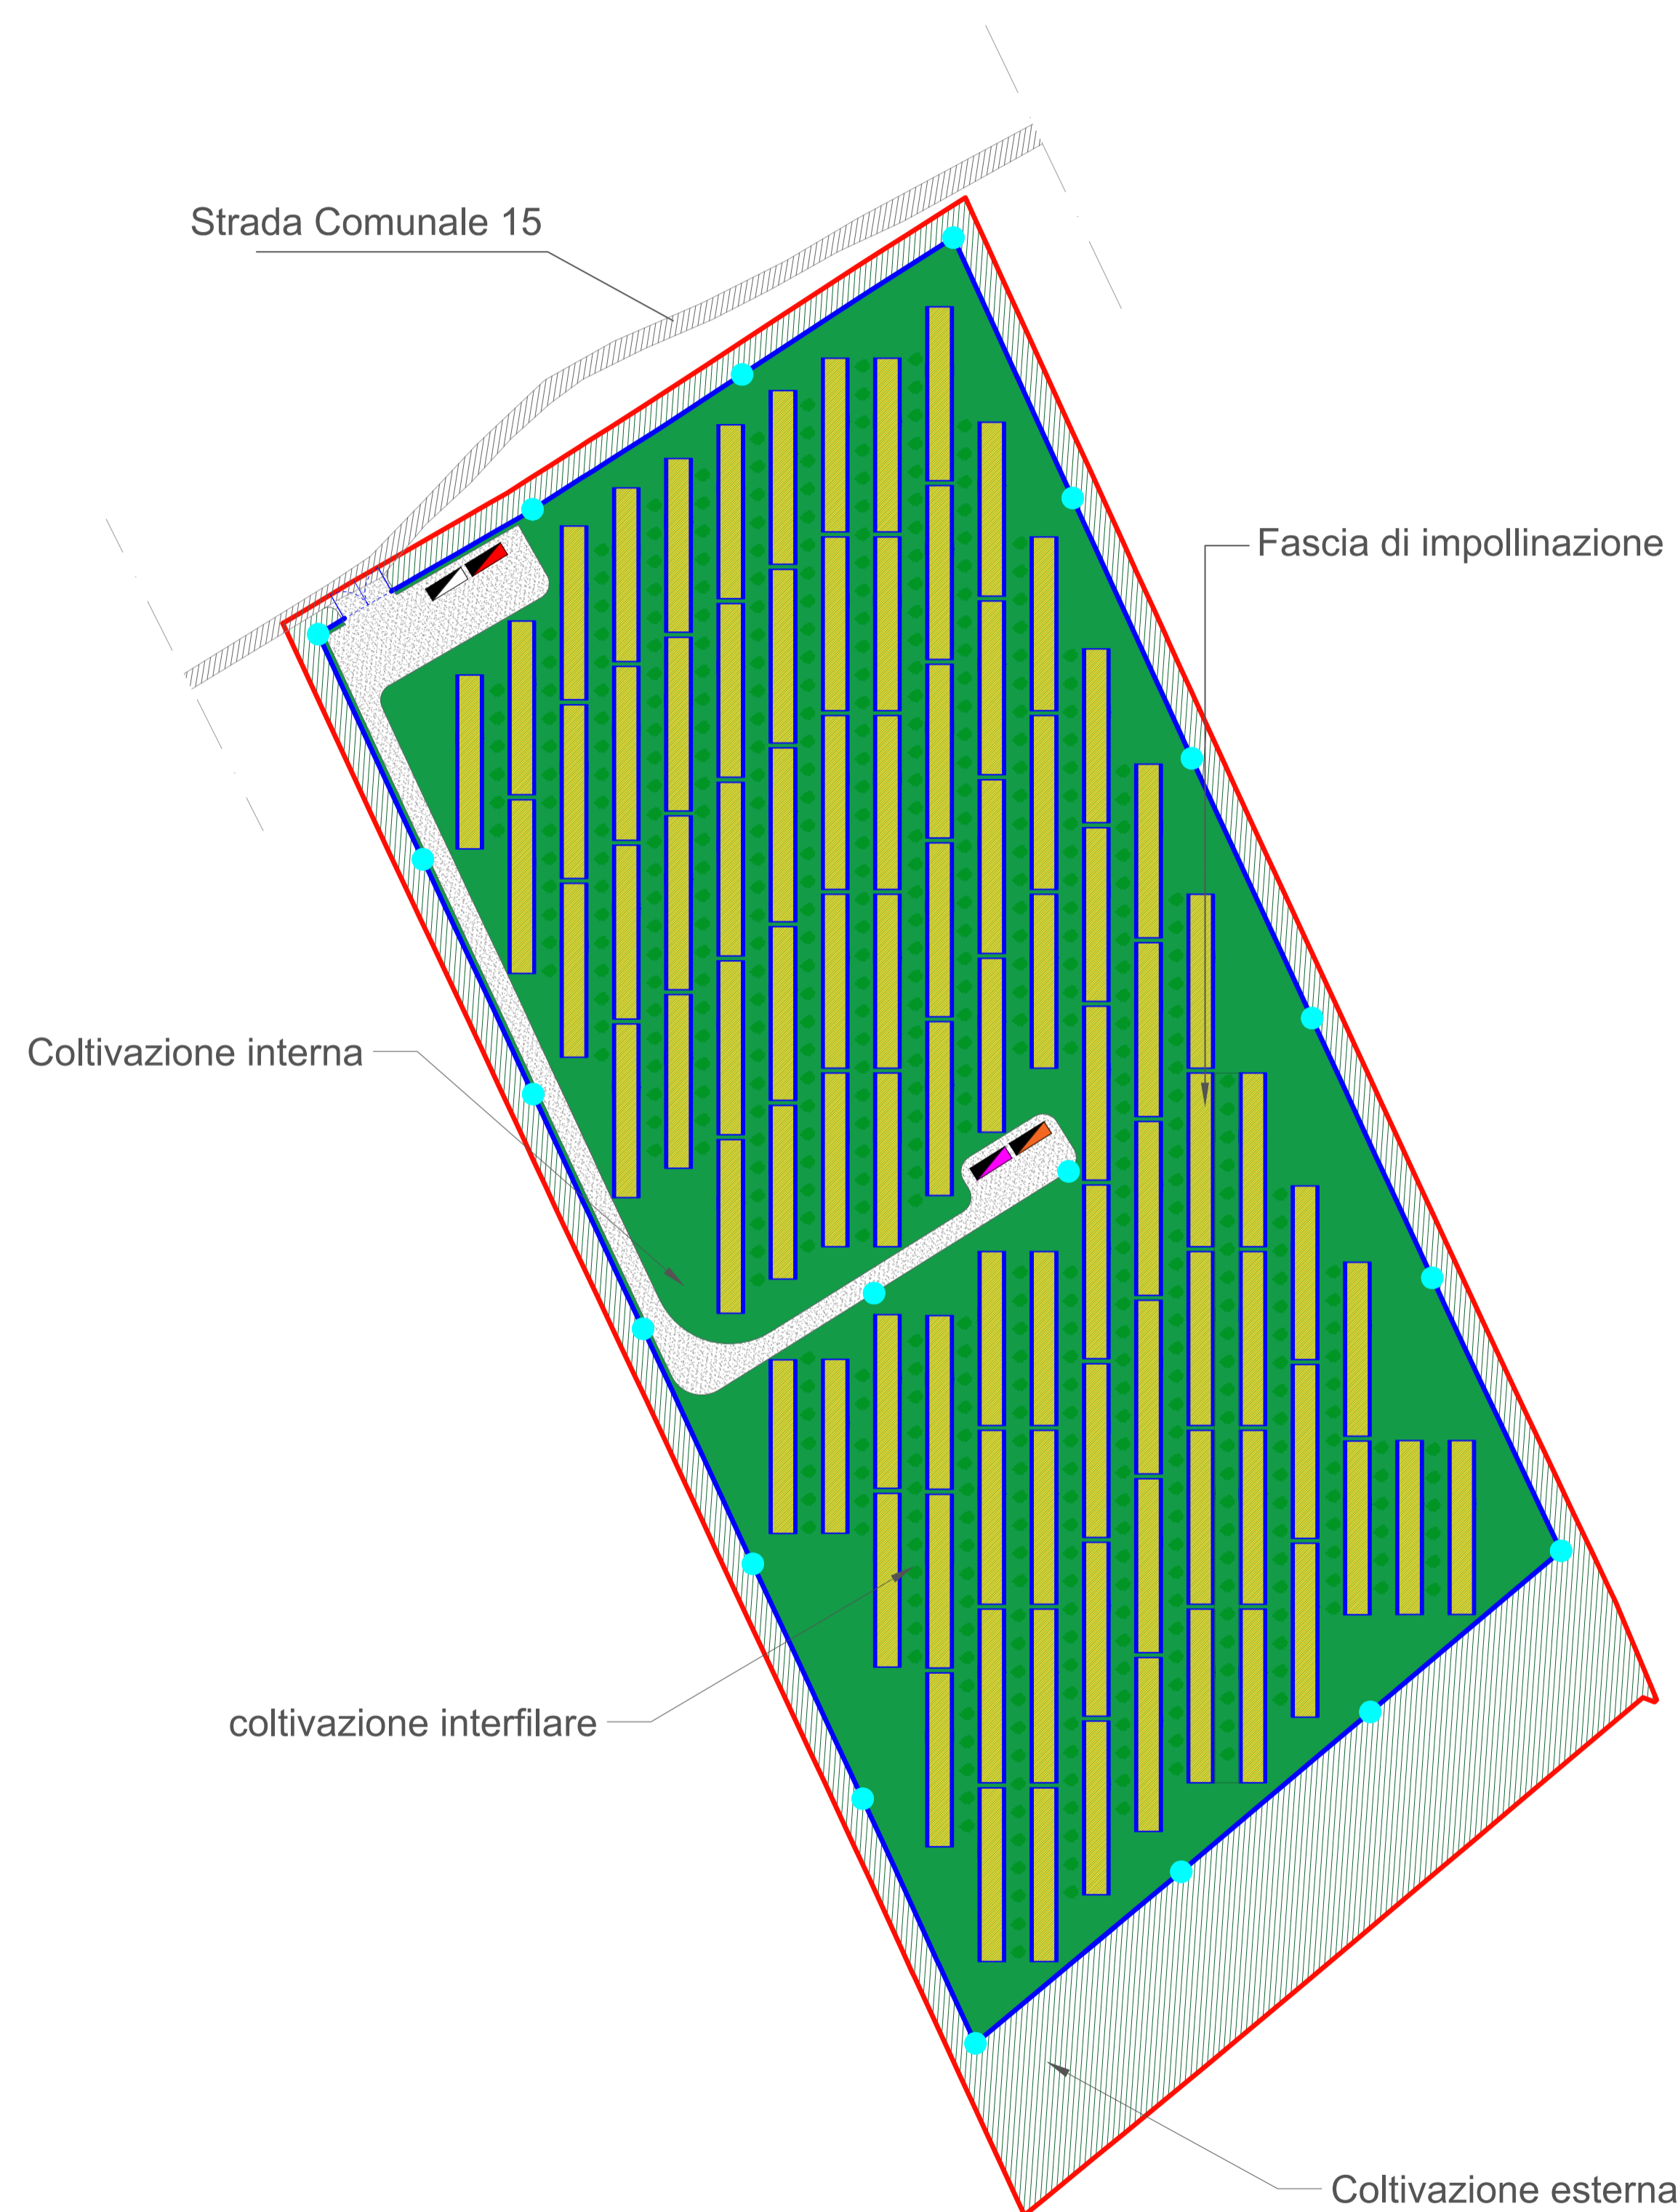 Strada Comunale 15
Fascia di impollinazione
Coltivazione interna
coltivazione interfilare
Coltivazione esterna